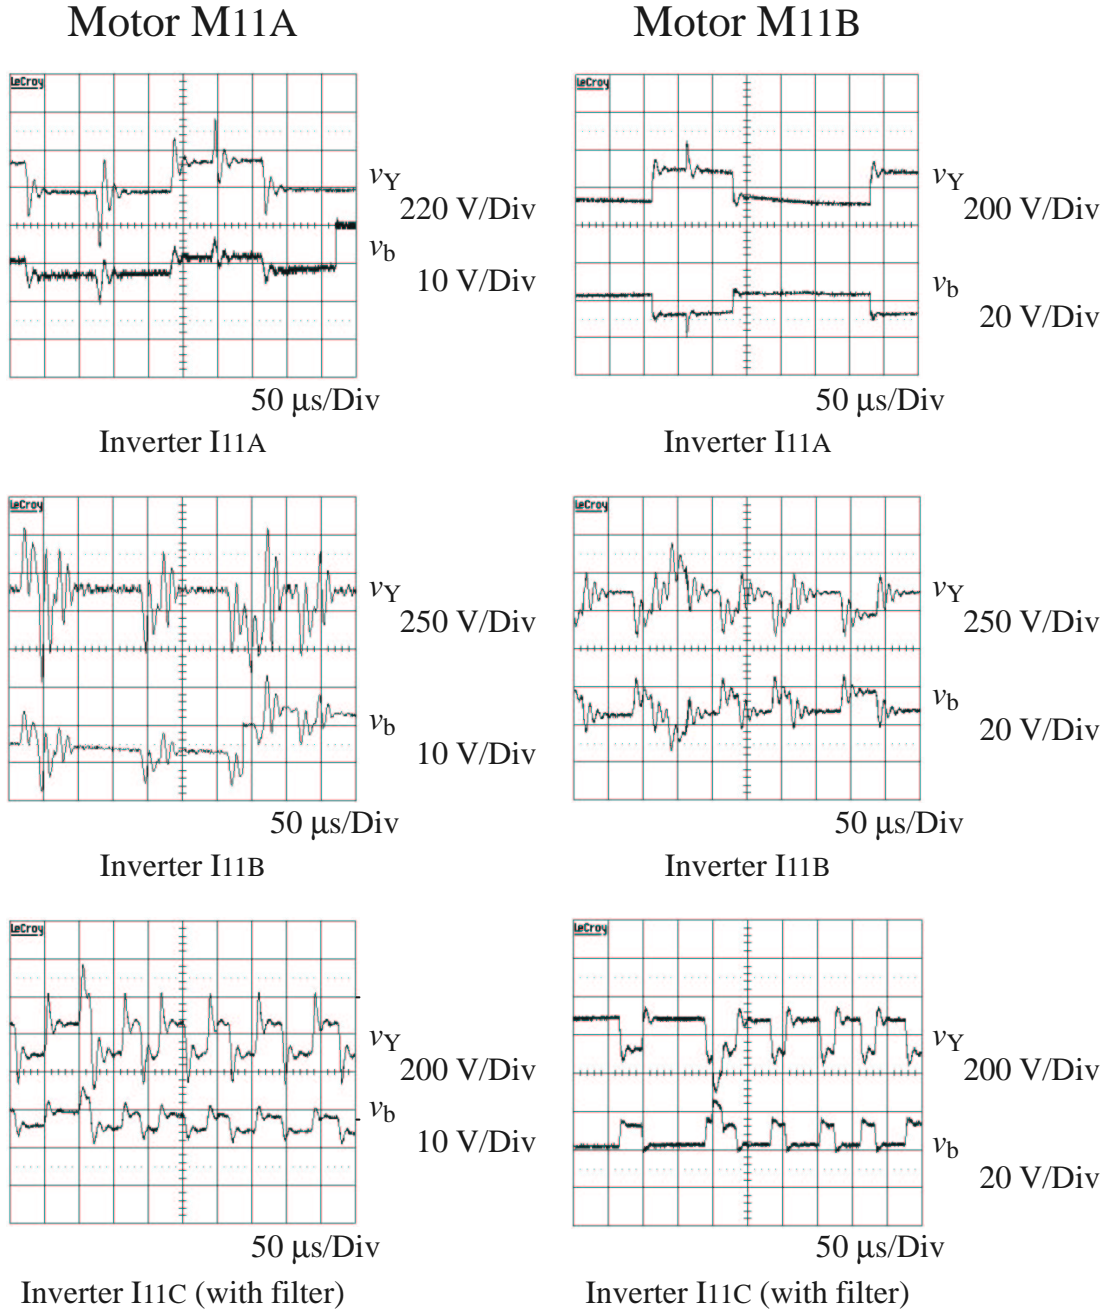 Motor M11A
Motor M11B
LeCroy
vY
220 V/Div
vb
10 V/Div
50 μs/Div
Inverter I11A
LeCroy
vY
200 V/Div
vb
20 V/Div
50 μs/Div
Inverter I11A
LeCroy
vY
250 V/Div
vb
10 V/Div
50 μs/Div
Inverter I11B
LeCroy
vY
250 V/Div
vb
20 V/Div
50 μs/Div
Inverter I11B
LeCroy
vY
200 V/Div
vb
10 V/Div
50 μs/Div
Inverter I11C (with filter)
LeCroy
vY
200 V/Div
vb
20 V/Div
50 μs/Div
Inverter I11C (with filter)